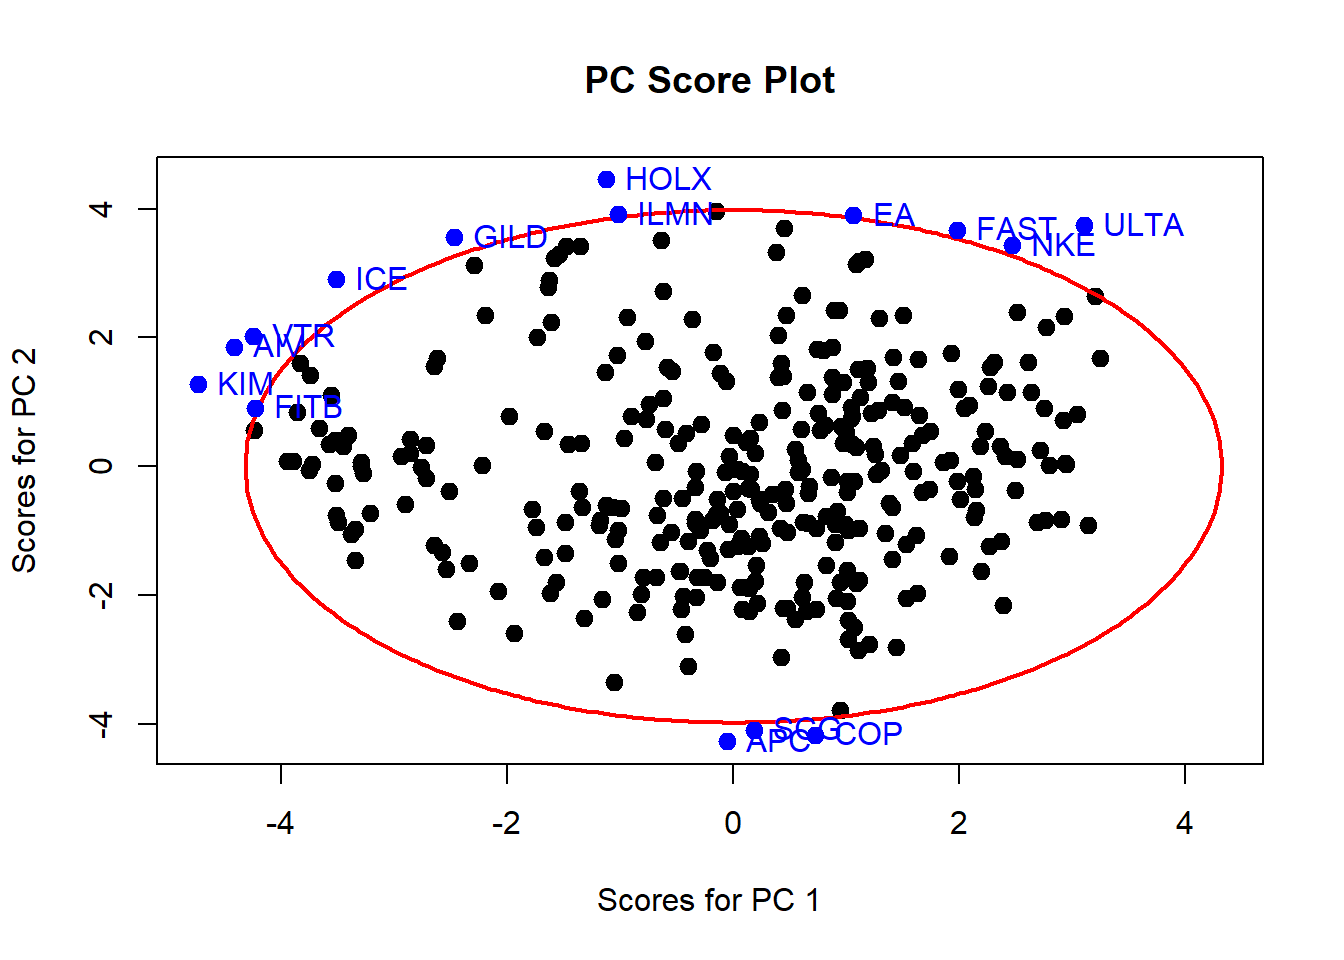 PC Score Plot
HOLX
ILMN
EA
FAST
ULTA
NKE
GILD
ICE
VTR
AIV
KIM
FITB
SCG
APC
COP
4
2
0
-2
-4
Scores for PC 2
-4
-2
0
2
4
Scores for PC 1